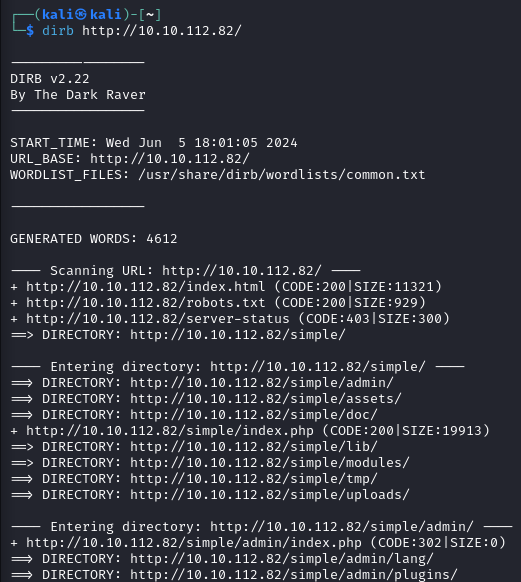 ┌──(kali㉿kali)-[~]
└─$ dirb http://10.10.112.82/
-----------------
DIRB v2.22
By The Dark Raver
-----------------
START_TIME: Wed Jun  5 18:01:05 2024
URL_BASE: http://10.10.112.82/
WORDLIST_FILES: /usr/share/dirb/wordlists/common.txt
-----------------
GENERATED WORDS: 4612
---- Scanning URL: http://10.10.112.82/ ----
+ http://10.10.112.82/index.html (CODE:200|SIZE:11321)
+ http://10.10.112.82/robots.txt (CODE:200|SIZE:929)
+ http://10.10.112.82/server-status (CODE:403|SIZE:300)
==> DIRECTORY: http://10.10.112.82/simple/
---- Entering directory: http://10.10.112.82/simple/ ----
==> DIRECTORY: http://10.10.112.82/simple/admin/
==> DIRECTORY: http://10.10.112.82/simple/assets/
==> DIRECTORY: http://10.10.112.82/simple/doc/
+ http://10.10.112.82/simple/index.php (CODE:200|SIZE:19913)
==> DIRECTORY: http://10.10.112.82/simple/lib/
==> DIRECTORY: http://10.10.112.82/simple/modules/
==> DIRECTORY: http://10.10.112.82/simple/tmp/
==> DIRECTORY: http://10.10.112.82/simple/uploads/
---- Entering directory: http://10.10.112.82/simple/admin/ ----
+ http://10.10.112.82/simple/admin/index.php (CODE:302|SIZE:0)
==> DIRECTORY: http://10.10.112.82/simple/admin/lang/
==> DIRECTORY: http://10.10.112.82/simple/admin/plugins/